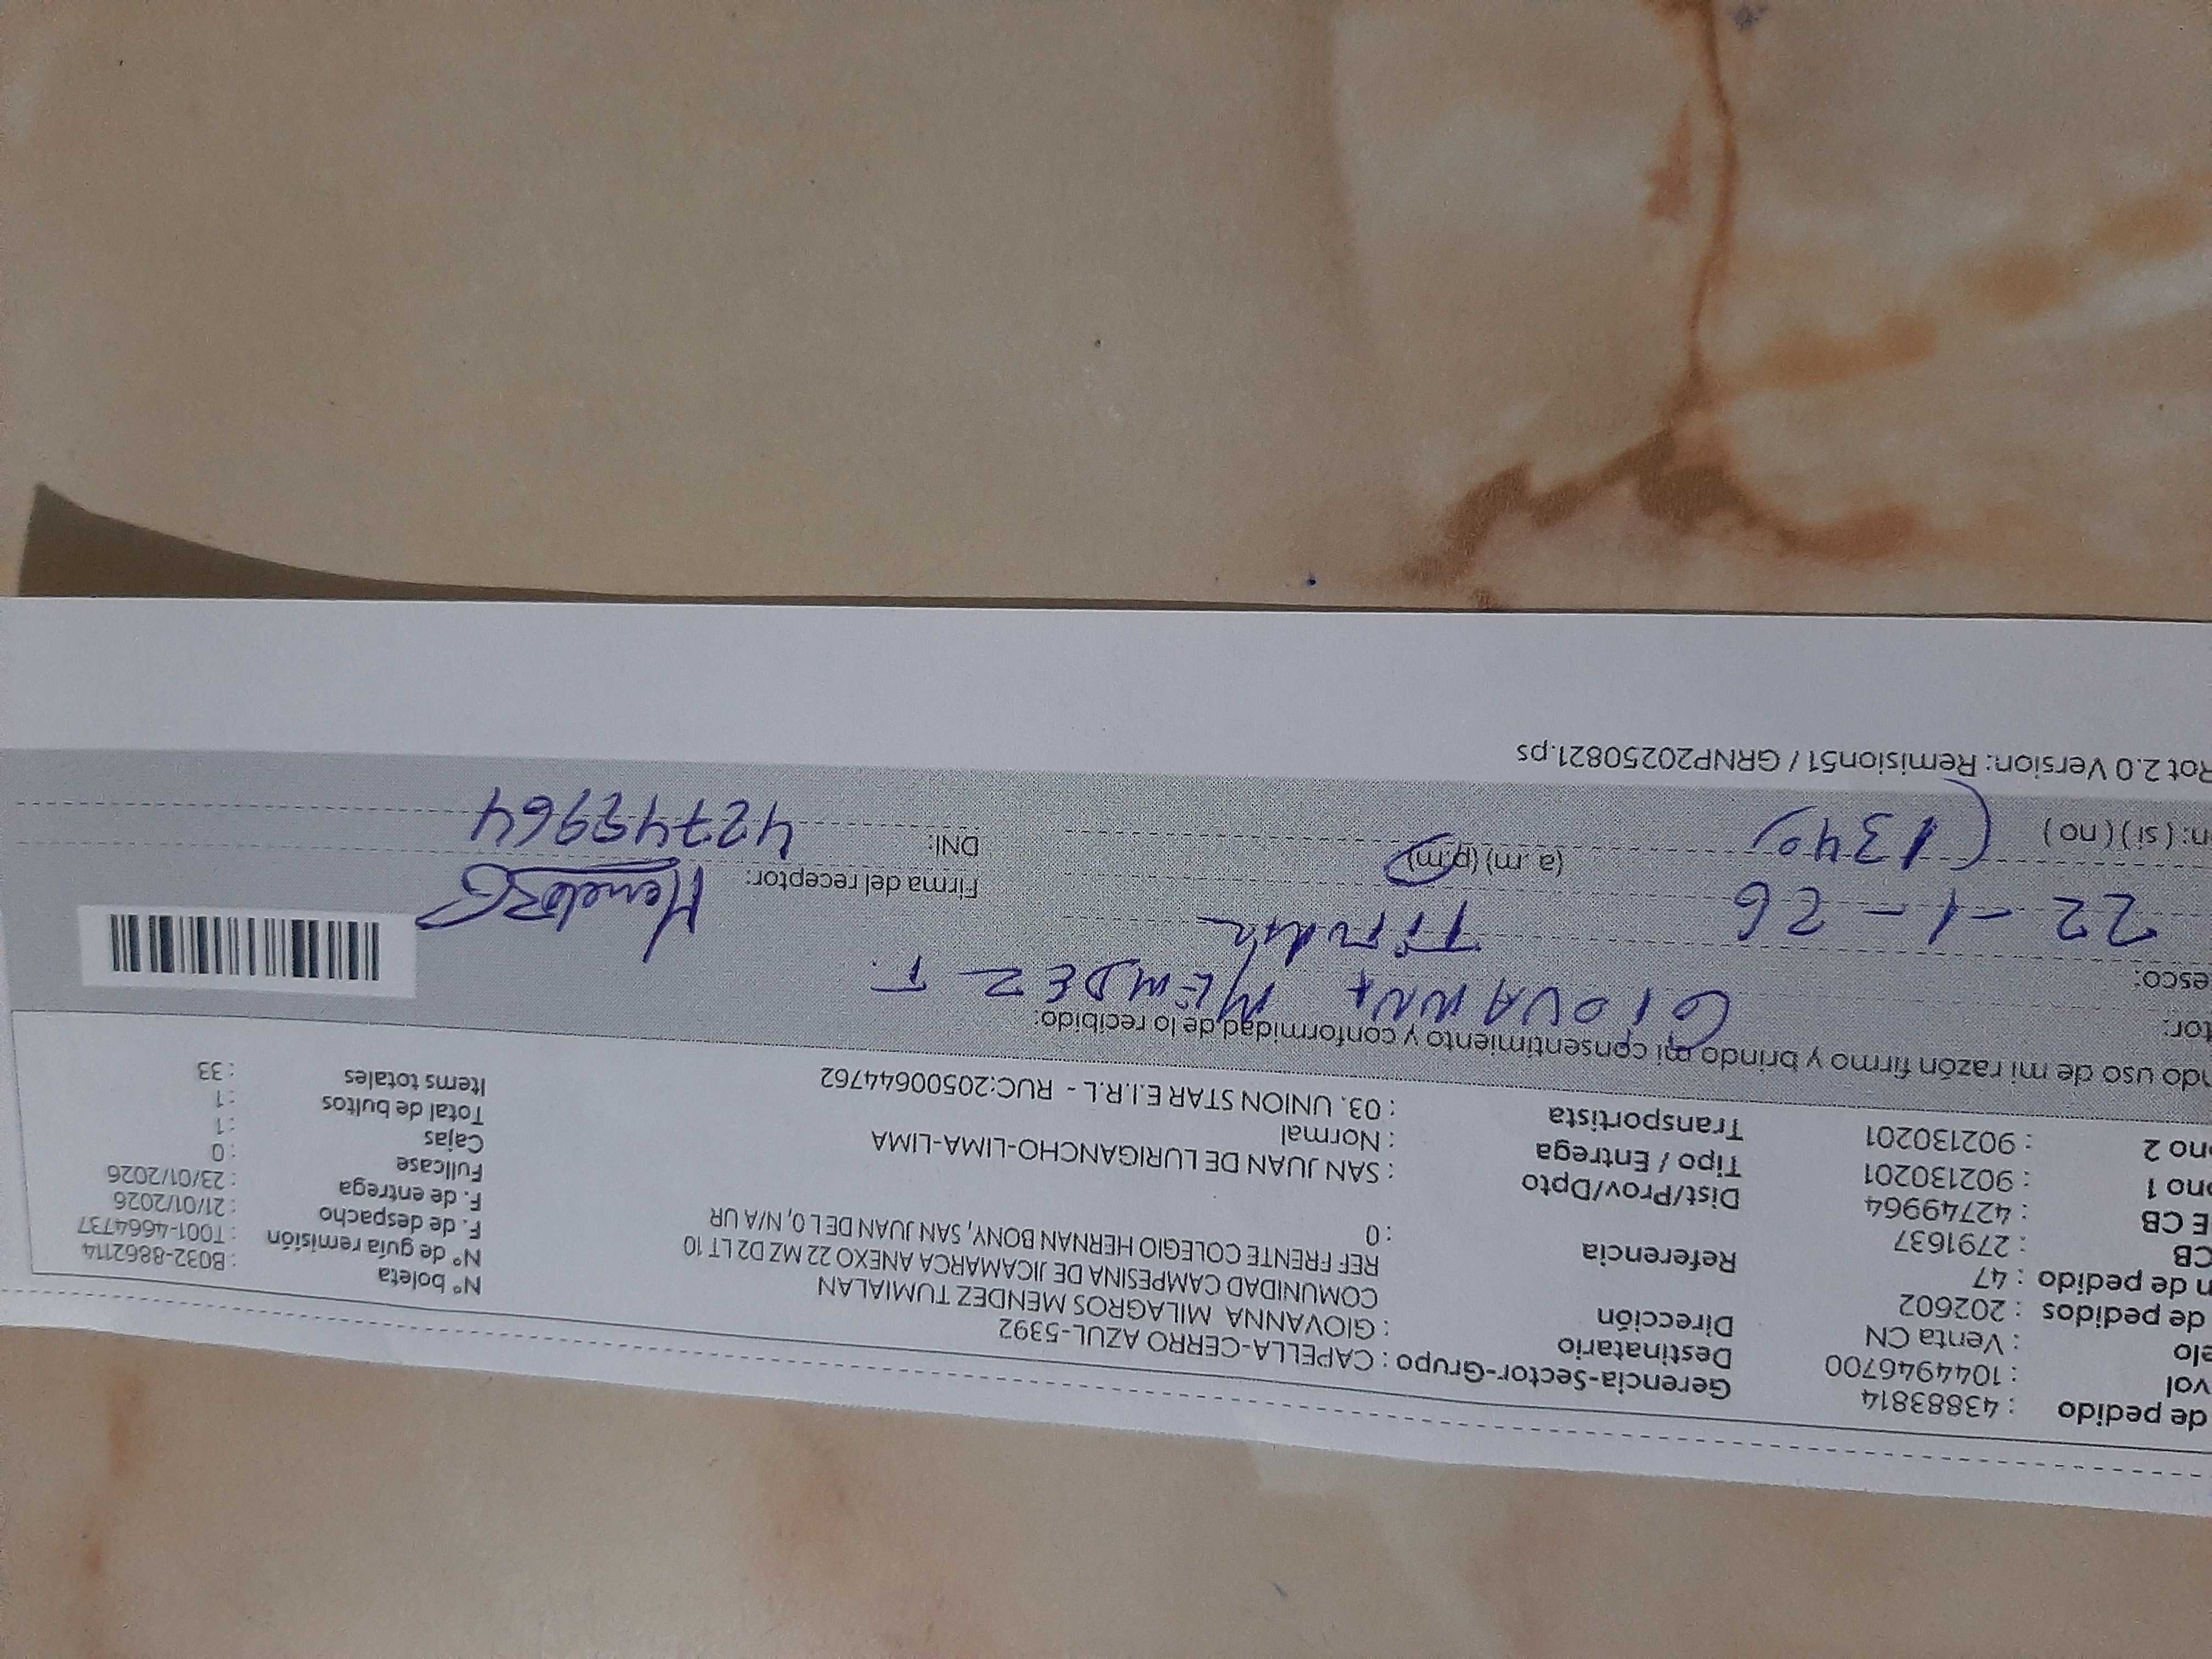 de pedido : 43883814
vol : 1044946700
elo : Venta CN
de pedidos : 202602
n de pedido : 47
CB : 2791637
E CB : 42749964
ono 1 : 902130201
ono 2 : 902130201
Gerencia-Sector-Grupo : CAPELLA-CERRO AZUL-5392
Destinatario : GIOVANNA MILAGROS MENDEZ TUMIALAN
Dirección COMUNIDAD CAMPESINA DE JICAMARCA ANEXO 22 MZ D2 LT 10
REF FRENTE COLEGIO HERNAN BONY, SAN JUAN DE L 0, N/A UR
Referencia : 0
Dist/Prov/Dpto : SAN JUAN DE LURIGANCHO-LIMA-LIMA
Tipo / Entrega : Normal
Transportista : 03. UNION STAR E.I.R.L - RUC:20500644762
Nº boleta : B032-8862114
Nº de guía remisión : T001-4664737
F. de despacho : 21/01/2026
F. de entrega : 23/01/2026
Fullcase : 0
Cajas : 1
Total de bultos : 1
Items totales : 33
ndo uso de mi razón firmo y brindo mi consentimiento y conformidad de lo recibido:
tor: GIOVANNA MENDEZ T.
esco: Titular
22-1-26
(a .m) (p.m)
Firma del receptor:
n: ( si ) ( no ) (1340)
DNI: 42749964
Rot 2.0 Version: Remision51 / GRNP20250821.ps